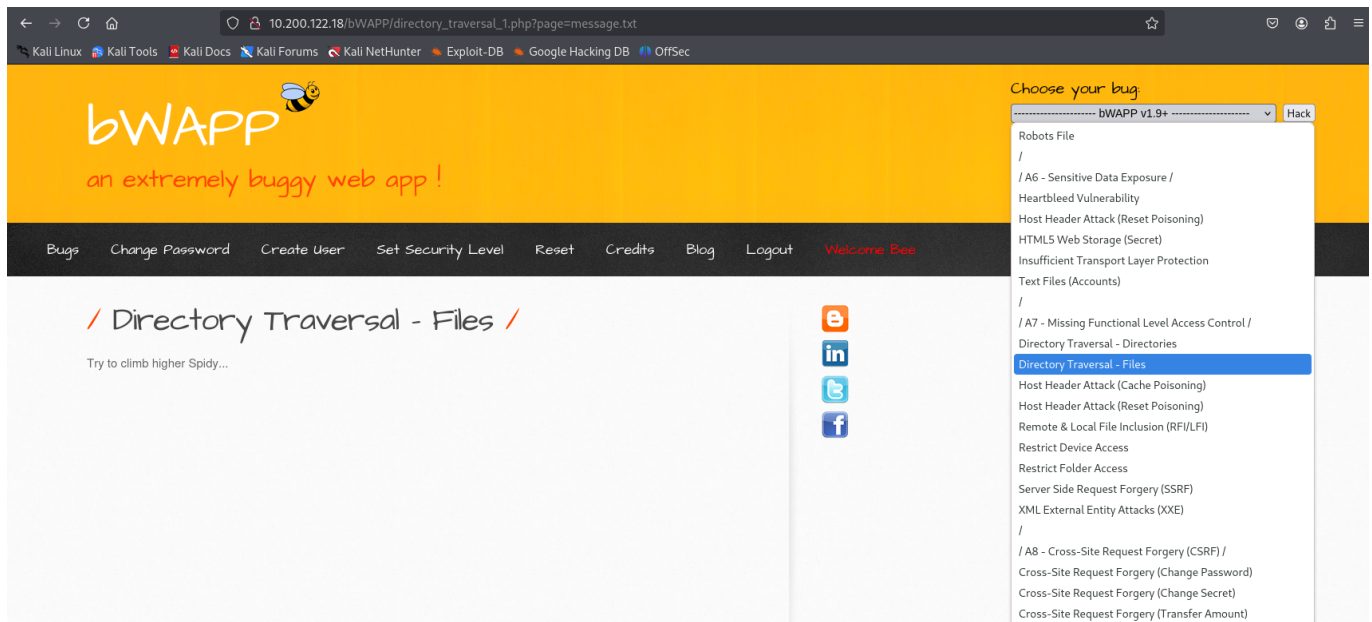 10.200.122.18/bWAPP/directory_traversal_1.php?page=message.txt
Kali Linux Kali Tools Kali Docs Kali Forums Kali NetHunter Exploit-DB Google Hacking DB OffSec
bWAPP
an extremely buggy web app !
Choose your bug:
---------------------- bWAPP v1.9+ ---------------------- Hack
Robots File
/
/ A6 - Sensitive Data Exposure /
Heartbleed Vulnerability
Host Header Attack (Reset Poisoning)
HTML5 Web Storage (Secret)
Insufficient Transport Layer Protection
Text Files (Accounts)
/
/ A7 - Missing Functional Level Access Control /
Directory Traversal - Directories
Directory Traversal - Files
Host Header Attack (Cache Poisoning)
Host Header Attack (Reset Poisoning)
Remote & Local File Inclusion (RFI/LFI)
Restrict Device Access
Restrict Folder Access
Server Side Request Forgery (SSRF)
XML External Entity Attacks (XXE)
/
/ A8 - Cross-Site Request Forgery (CSRF) /
Cross-Site Request Forgery (Change Password)
Cross-Site Request Forgery (Change Secret)
Cross-Site Request Forgery (Transfer Amount)
Bugs Change Password Create User Set Security Level Reset Credits Blog Logout Welcome Bee
/ Directory Traversal - Files /
Try to climb higher Spidy...